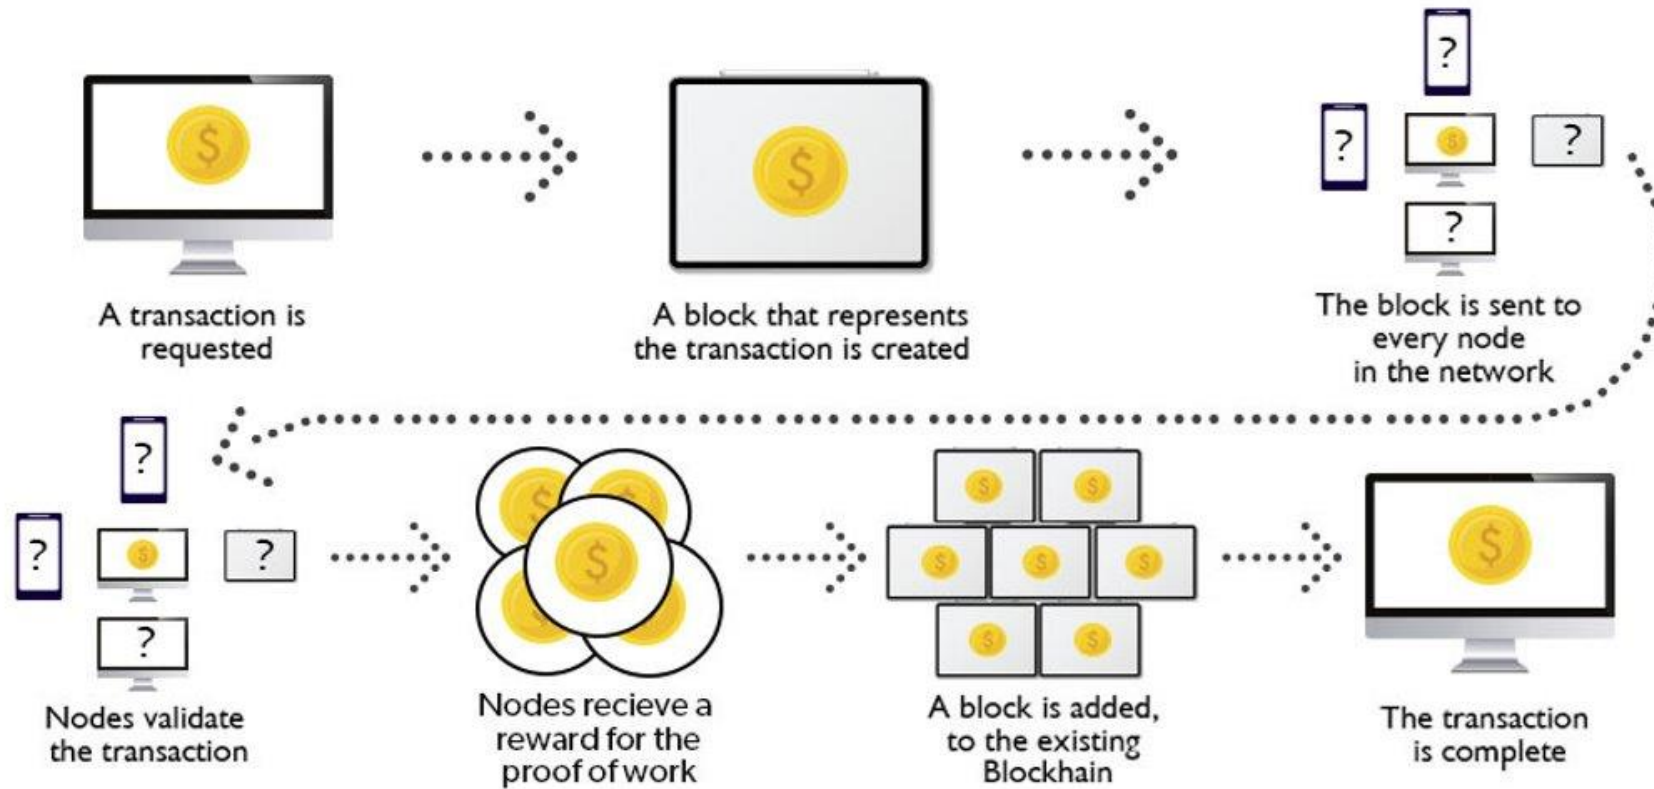 A transaction is
requested
A block that represents
the transaction is created
?
?
?
?
The block is sent to
every node
in the network
?
?
?
?
Nodes validate
the transaction
Nodes recieve a
reward for the
proof of work
A block is added,
to the existing
Blockhain
The transaction
is complete